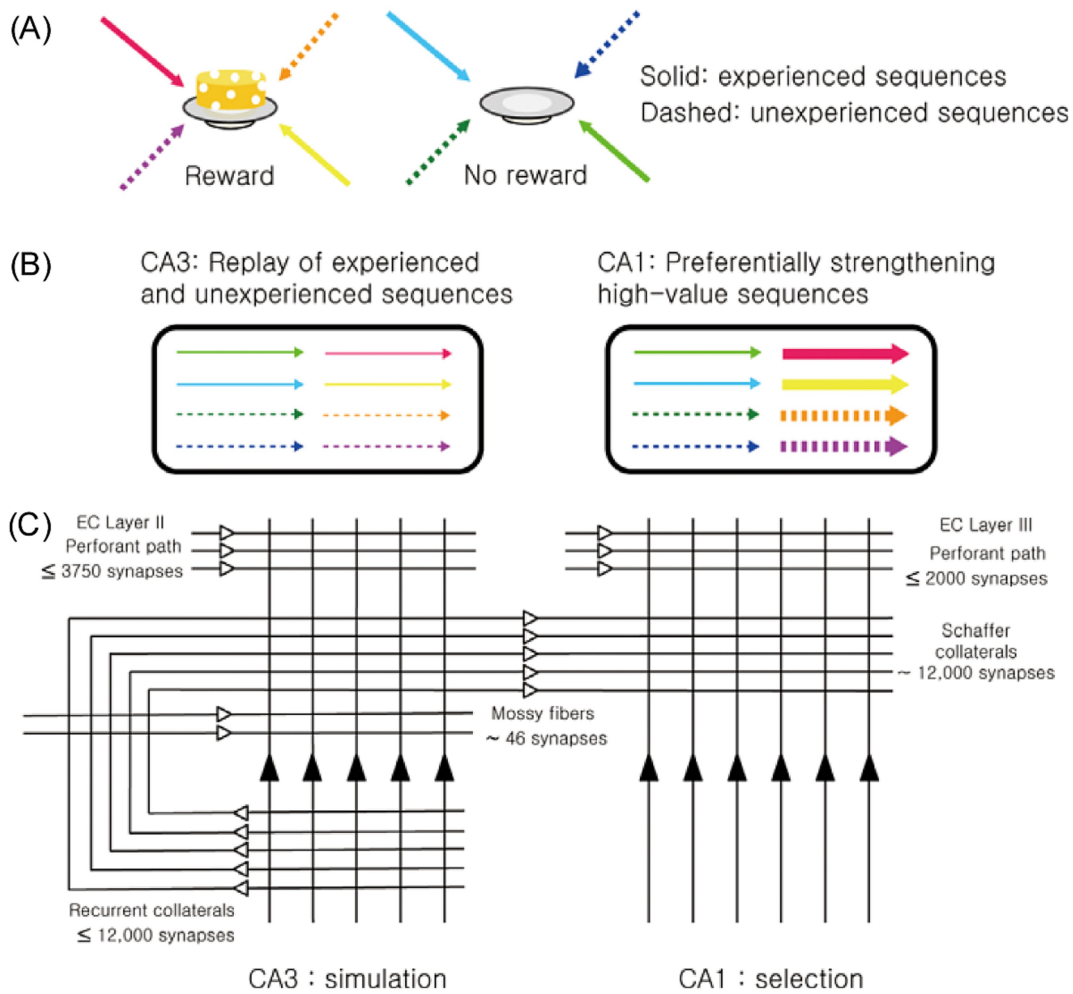 (A)
Solid: experienced sequences
Dashed: unexperienced sequences
Reward
No reward
(B)
CA3: Replay of experienced
and unexperienced sequences
CA1: Preferentially strengthening
high-value sequences
(C)
EC Layer II
Perforant path
≦ 3750 synapses
EC Layer III
Perforant path
≦ 2000 synapses
Schaffer
collaterals
~ 12,000 synapses
Mossy fibers
~ 46 synapses
Recurrent collaterals
≦ 12,000 synapses
CA3 : simulation
CA1 : selection